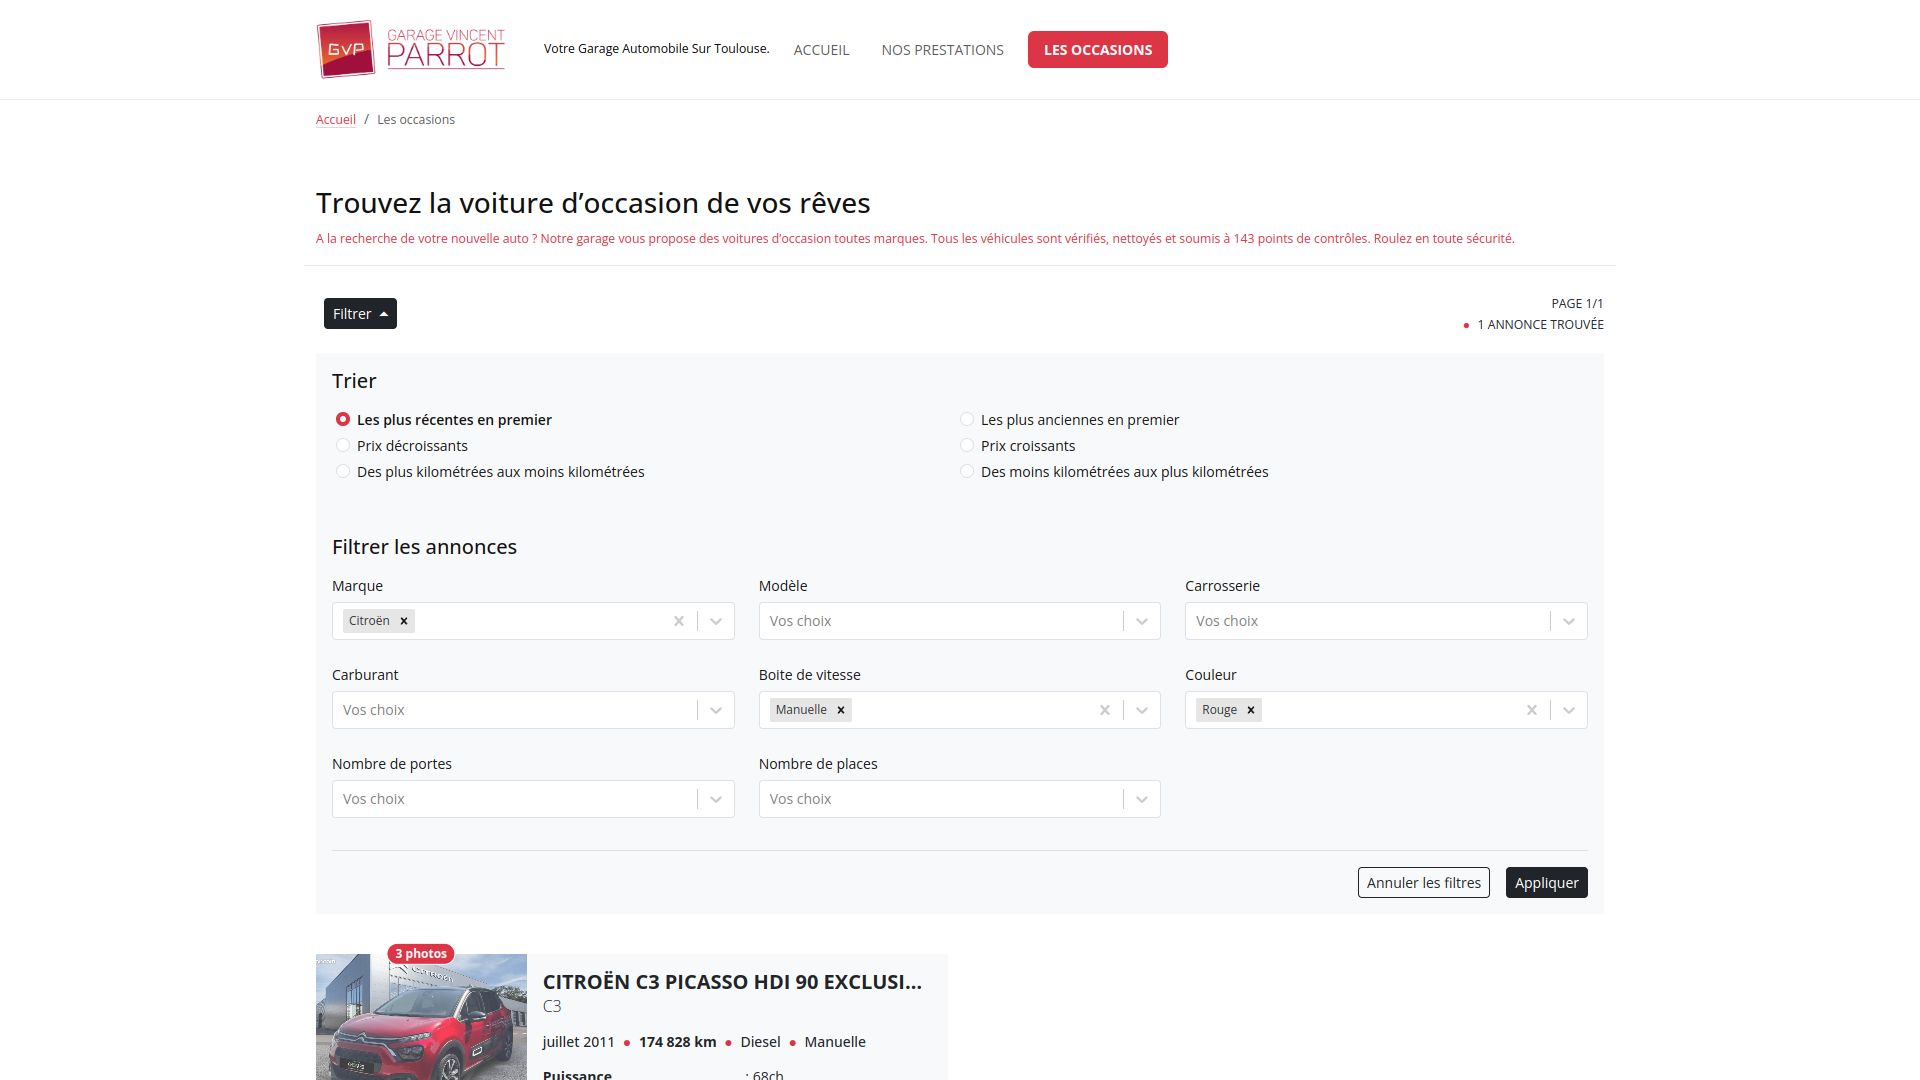 GVP GARAGE VINCENT
PARROT
Votre Garage Automobile Sur Toulouse. ACCUEIL NOS PRESTATIONS LES OCCASIONS
Accueil / Les occasions
Trouvez la voiture d’occasion de vos rêves
A la recherche de votre nouvelle auto ? Notre garage vous propose des voitures d’occasion toutes marques. Tous les véhicules sont vérifiés, nettoyés et soumis à 143 points de contrôles. Roulez en toute sécurité.
Filtrer
PAGE 1/1
● 1 ANNONCE TROUVÉE
Trier
Les plus récentes en premier
Les plus anciennes en premier
Prix décroissants
Prix croissants
Des plus kilométrées aux moins kilométrées
Des moins kilométrées aux plus kilométrées
Filtrer les annonces
Marque
Modèle
Carrosserie
Citroën
Vos choix
Vos choix
Carburant
Boite de vitesse
Couleur
Vos choix
Manuelle
Rouge
Nombre de portes
Nombre de places
Vos choix
Vos choix
Annuler les filtres
Appliquer
3 photos
CITROËN C3 PICASSO HDI 90 EXCLUSI...
C3
juillet 2011 ● 174 828 km ● Diesel ● Manuelle
Puissance : 68ch